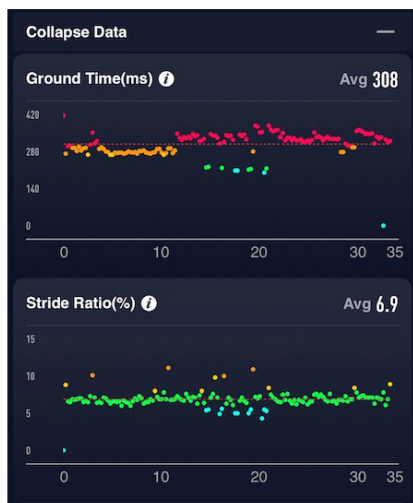 Collapse Data
Ground Time(ms) i Avg 308
420
280
140
0
0 10 20 30 35
Stride Ratio(%) i Avg 6.9
15
10
5
0
0 10 20 30 35